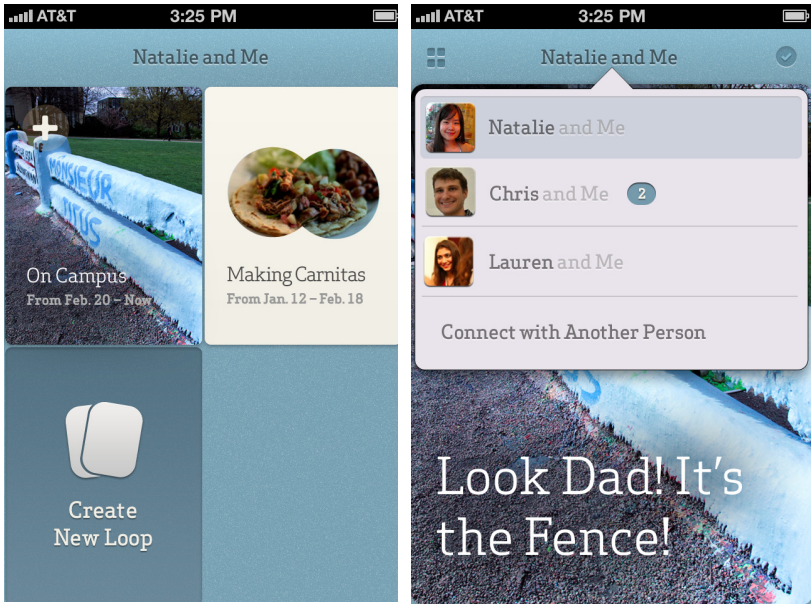 AT&T 3:25 PM
Natalie and Me
MONSIEUR
TITUS
On Campus
From Feb. 20 – Now
Making Carnitas
From Jan. 12 – Feb. 18
Create
New Loop
AT&T 3:25 PM
Natalie and Me
Natalie and Me
Chris and Me 2
Lauren and Me
Connect with Another Person
Look Dad! It's
the Fence!